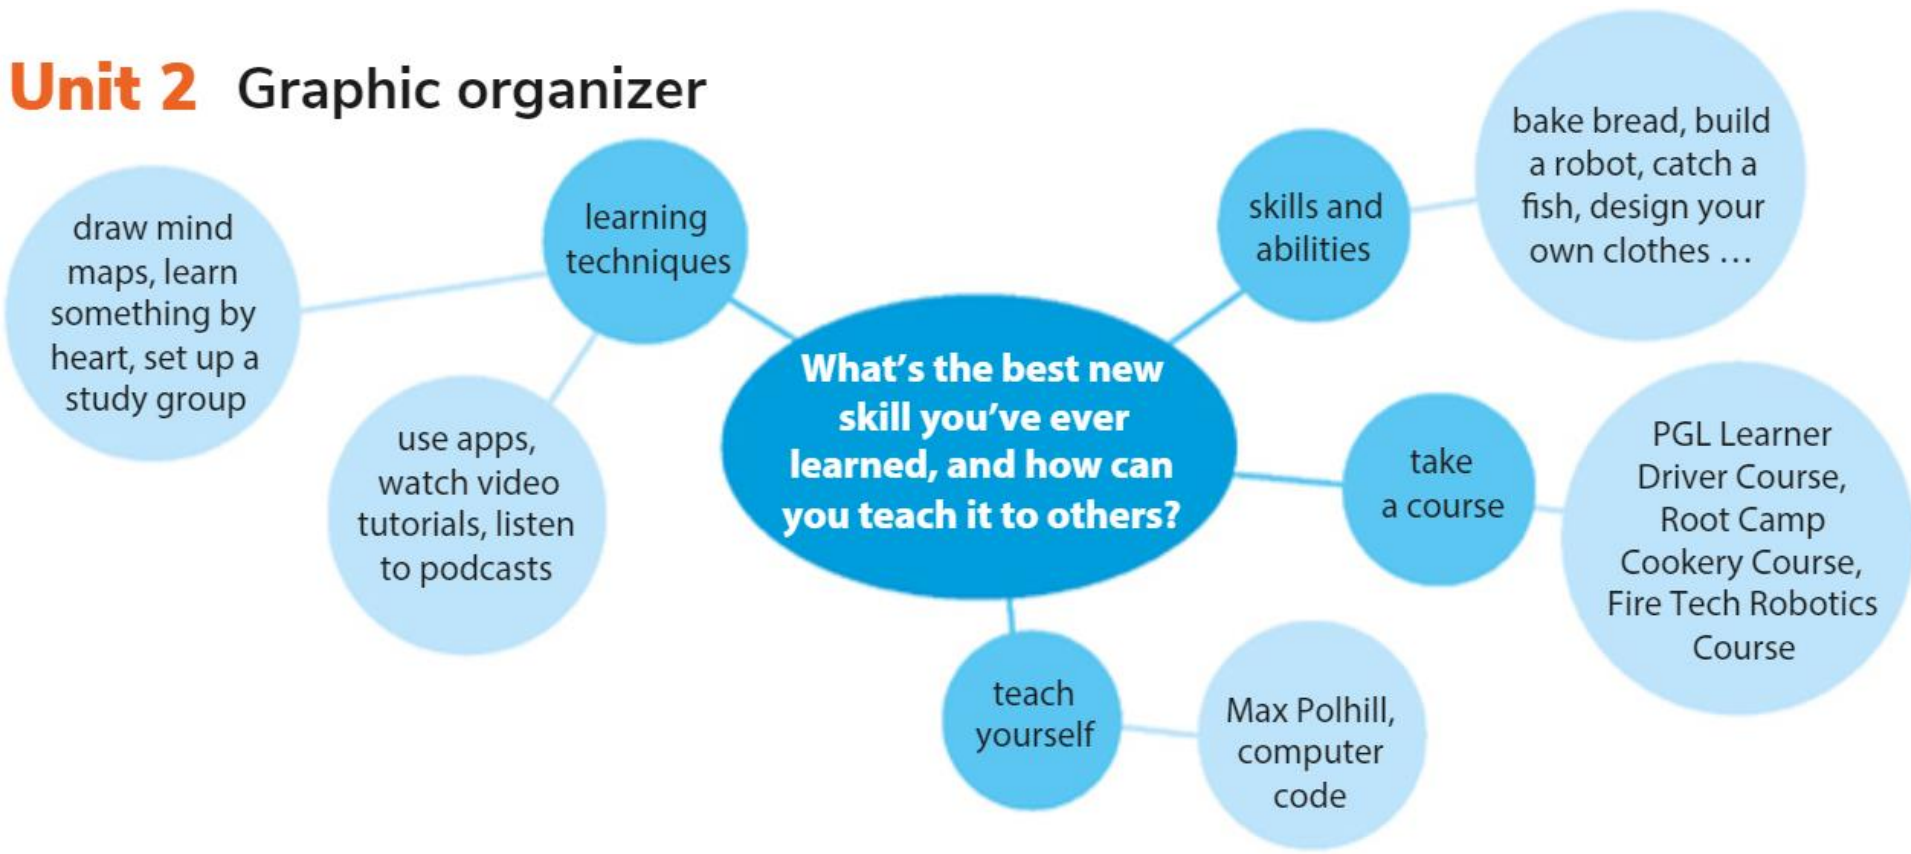 Unit 2 Graphic organizer
draw mind
maps, learn
something by
heart, set up a
study group
learning
techniques
use apps,
watch video
tutorials, listen
to podcasts
What's the best new
skill you've ever
learned, and how can
you teach it to others?
skills and
abilities
bake bread, build
a robot, catch a
fish, design your
own clothes ...
take
a course
PGL Learner
Driver Course,
Root Camp
Cookery Course,
Fire Tech Robotics
Course
teach
yourself
Max Polhill,
computer
code